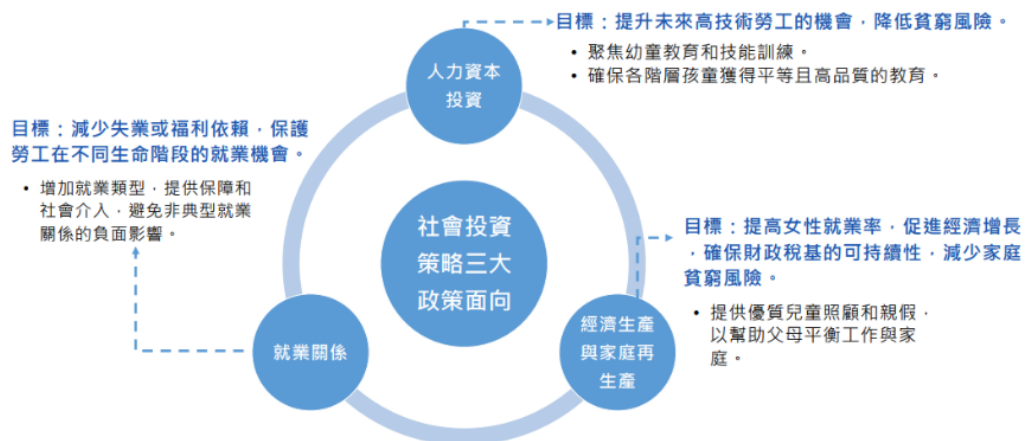 目標：提升未來高技術勞工的機會，降低貧窮風險。
• 聚焦幼童教育和技能訓練。
• 確保各階層孩童獲得平等且高品質的教育。
人力資本
投資
目標：減少失業或福利依賴，保護
勞工在不同生命階段的就業機會。
• 增加就業類型，提供保障和
社會介入，避免非典型就業
關係的負面影響。
社會投資
策略三大
政策面向
目標：提高女性就業率，促進經濟增長
，確保財政稅基的可持續性，減少家庭
貧窮風險。
• 提供優質兒童照顧和親假，
以幫助父母平衡工作與家
庭。
就業關係
經濟生產
與家庭再
生產